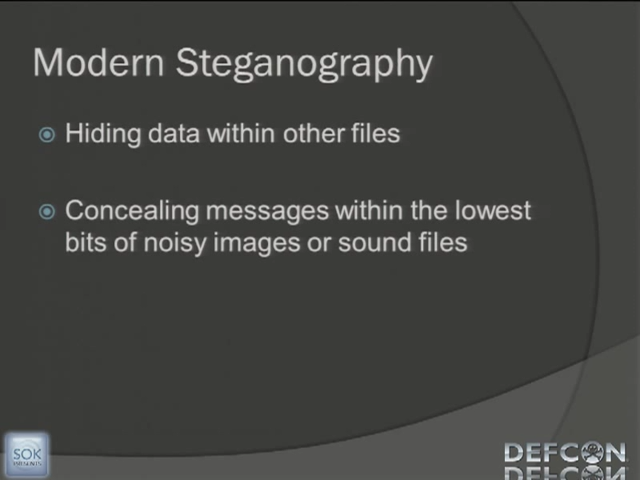 Modern Steganography
Hiding data within other files
Concealing messages within the lowest
bits of noisy images or sound files
SOK
DEFCON